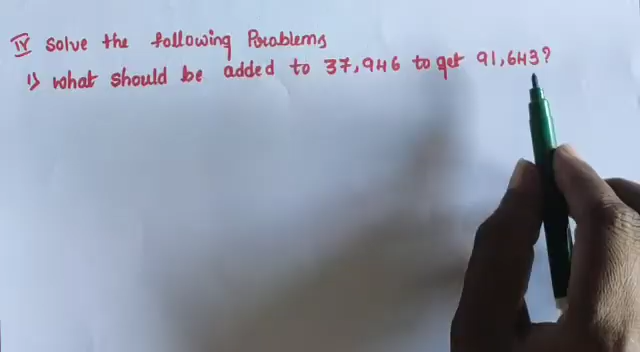 IV Solve the following Problems
1) What should be added to 37,946 to get 91,643?